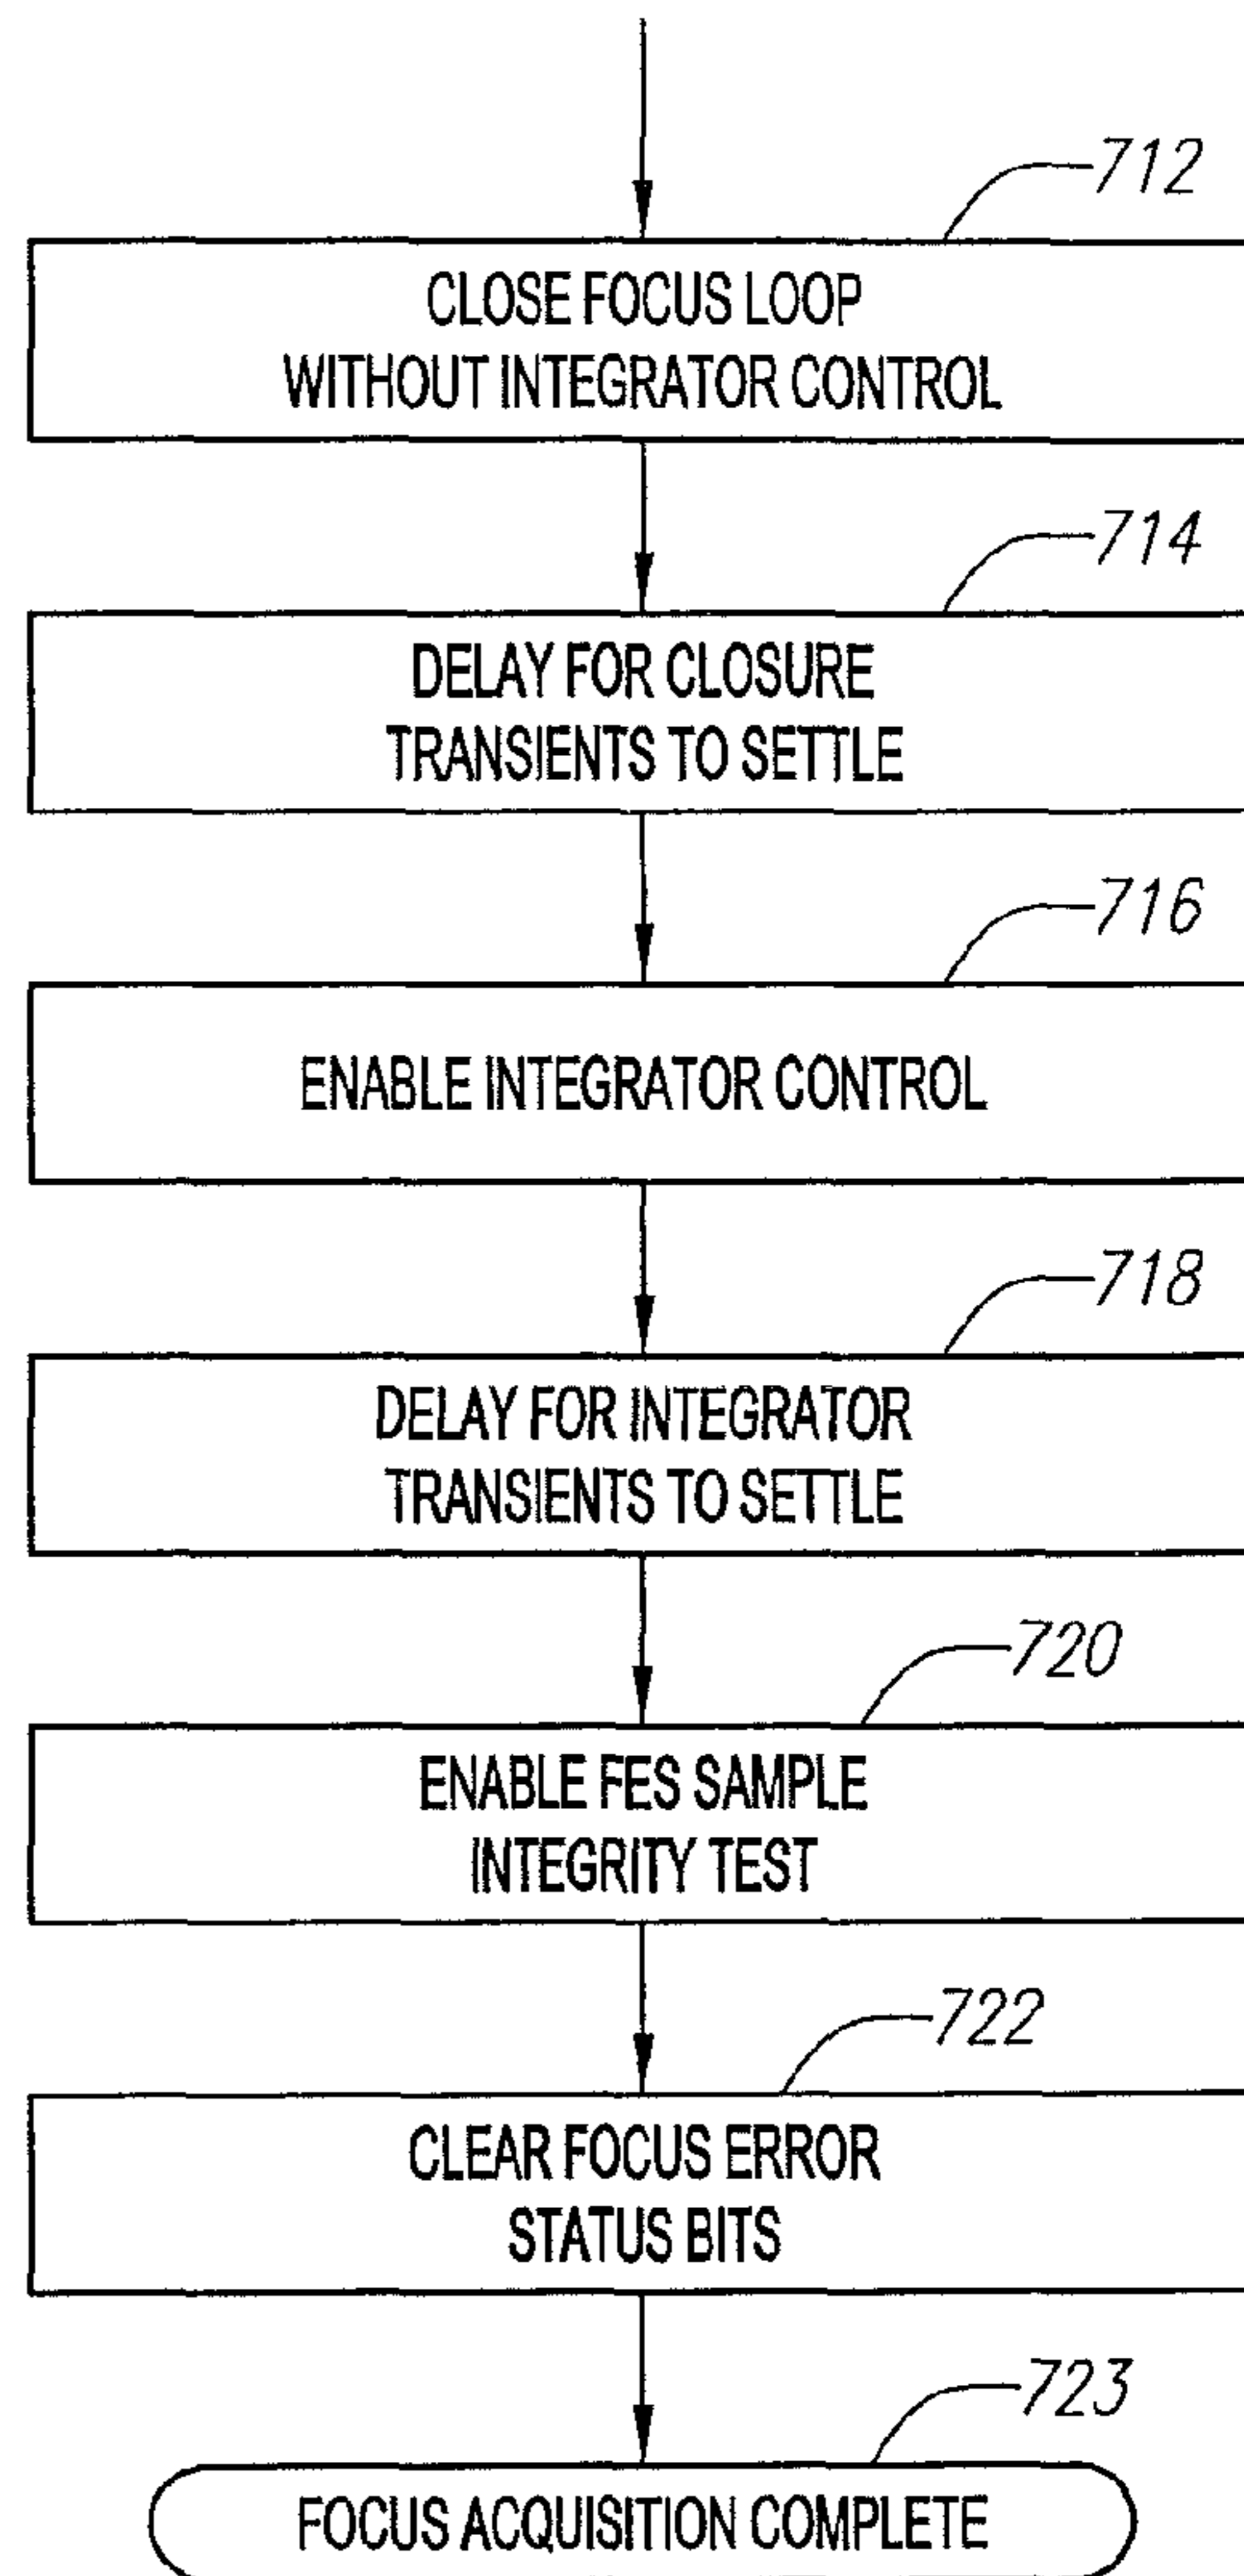 712
CLOSE FOCUS LOOP
WITHOUT INTEGRATOR CONTROL
714
DELAY FOR CLOSURE
TRANSIENTS TO SETTLE
716
ENABLE INTEGRATOR CONTROL
718
DELAY FOR INTEGRATOR
TRANSIENTS TO SETTLE
720
ENABLE FES SAMPLE
INTEGRITY TEST
722
CLEAR FOCUS ERROR
STATUS BITS
723
FOCUS ACQUISITION COMPLETE